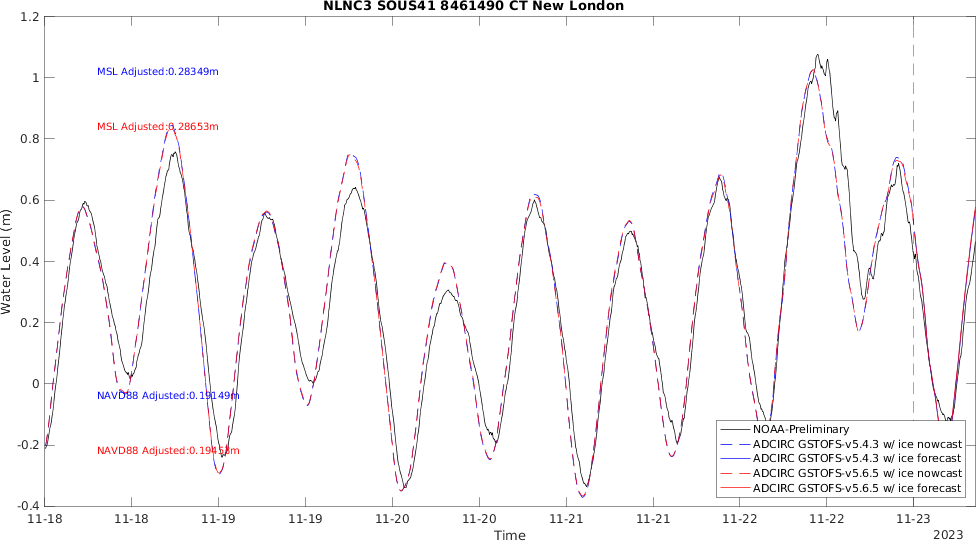 NLNC3 SOUS41 8461490 CT New London
1.2
1
0.8
0.6
0.4
0.2
0
-0.2
-0.4
Water Level (m)
MSL Adjusted:0.28349m
MSL Adjusted:0.28653m
NAVD88 Adjusted:0.19149m
NAVD88 Adjusted:0.19453m
NOAA-Preliminary
ADCIRC GSTOFS-v5.4.3 w/ ice nowcast
ADCIRC GSTOFS-v5.4.3 w/ ice forecast
ADCIRC GSTOFS-v5.6.5 w/ ice nowcast
ADCIRC GSTOFS-v5.6.5 w/ ice forecast
11-18 11-18 11-19 11-19 11-20 11-20 11-21 11-21 11-22 11-22 11-23
Time
2023